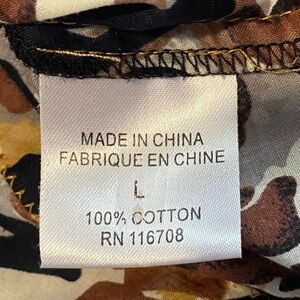 MADE IN CHINA
FABRIQUE EN CHINE
L
100% COTTON
RN 116708